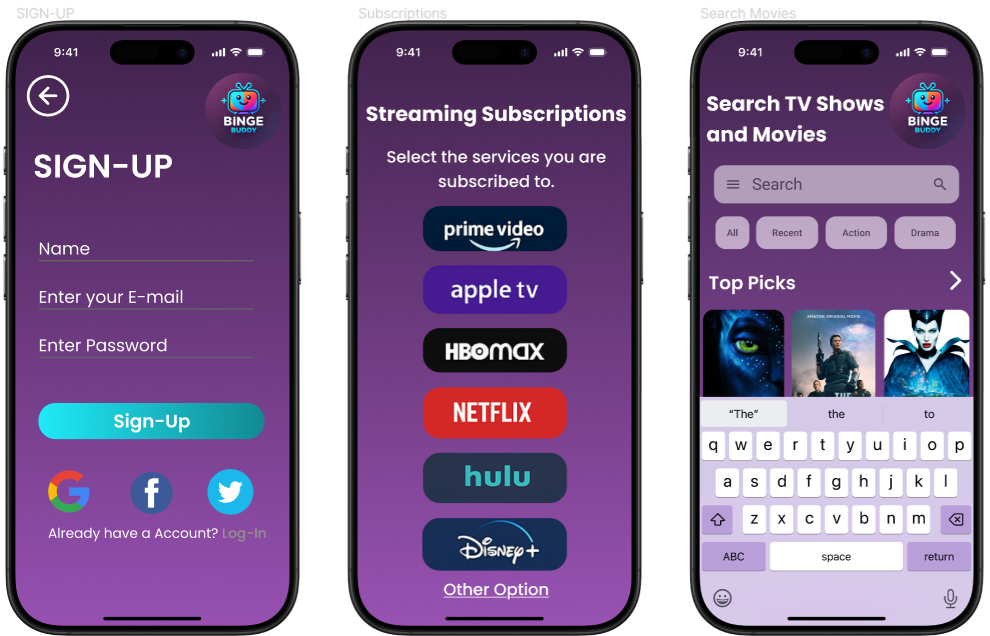 SIGN-UP
9:41
BINGE
BUDDY
SIGN-UP
Name
Enter your E-mail
Enter Password
Sign-Up
Already have a Account? Log-In
Subscriptions
9:41
Streaming Subscriptions
Select the services you are
subscribed to.
prime video
apple tv
HBOMAX
NETFLIX
hulu
Disney+
Other Option
Search Movies
9:41
Search TV Shows
and Movies
BINGE
BUDDY
Search
All Recent Action Drama
Top Picks
AMAZON ORIGINAL MOVIE
THE
“The” the to
q w e r t y u i o p
a s d f g h j k l
z x c v b n m
ABC space return